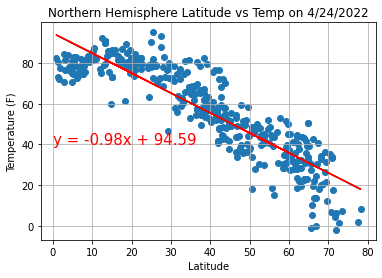 Northern Hemisphere Latitude vs Temp on 4/24/2022
Temperature (F)
80
60
40
20
0
y = -0.98x + 94.59
0 10 20 30 40 50 60 70 80
Latitude